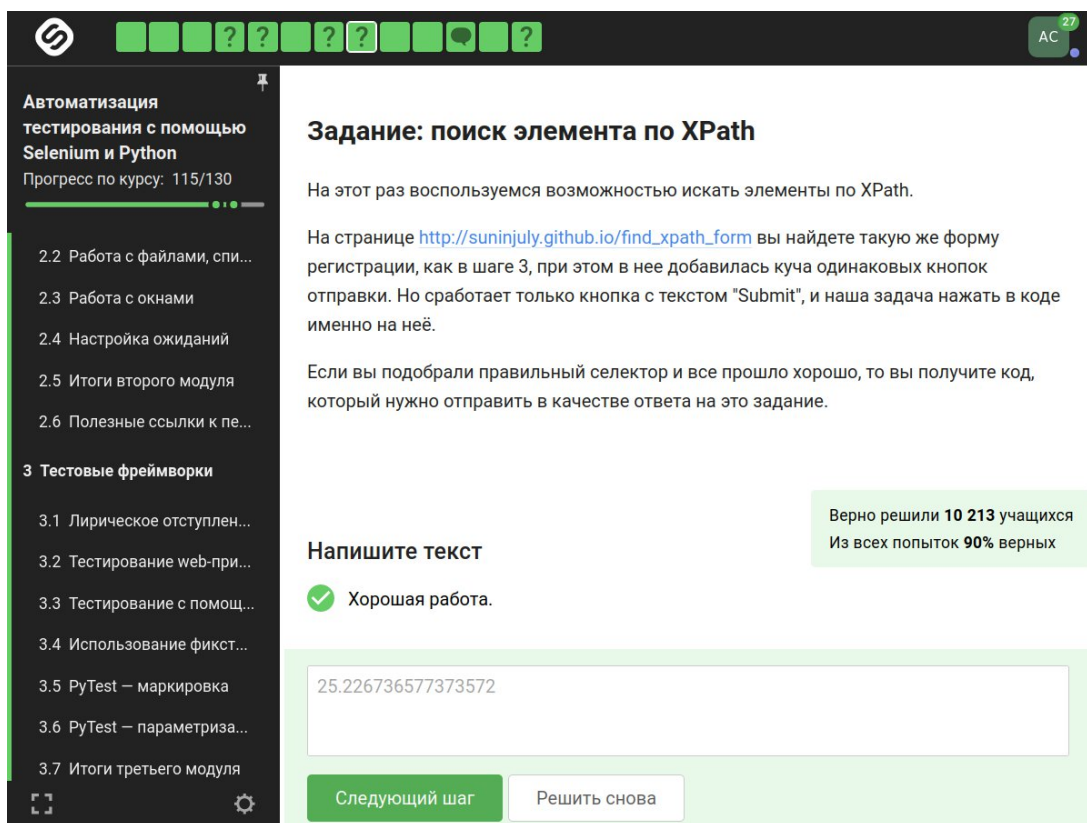 ? ? ? ? ?
27
AC
Автоматизация
тестирования с помощью
Selenium и Python
Прогресс по курсу: 115/130
2.2 Работа с файлами, спи...
2.3 Работа с окнами
2.4 Настройка ожиданий
2.5 Итоги второго модуля
2.6 Полезные ссылки к пе...
3 Тестовые фреймворки
3.1 Лирическое отступлен...
3.2 Тестирование web-при...
3.3 Тестирование с помощ...
3.4 Использование фикст...
3.5 PyTest — маркировка
3.6 PyTest — параметриза...
3.7 Итоги третьего модуля
Задание: поиск элемента по XPath
На этот раз воспользуемся возможностью искать элементы по XPath.
На странице http://suninjuly.github.io/find_xpath_form вы найдете такую же форму
регистрации, как в шаге 3, при этом в нее добавилась куча одинаковых кнопок
отправки. Но сработает только кнопка с текстом "Submit", и наша задача нажать в коде
именно на неё.
Если вы подобрали правильный селектор и все прошло хорошо, то вы получите код,
который нужно отправить в качестве ответа на это задание.
Верно решили 10 213 учащихся
Из всех попыток 90% верных
Напишите текст
Хорошая работа.
25.226736577373572
Следующий шаг
Решить снова